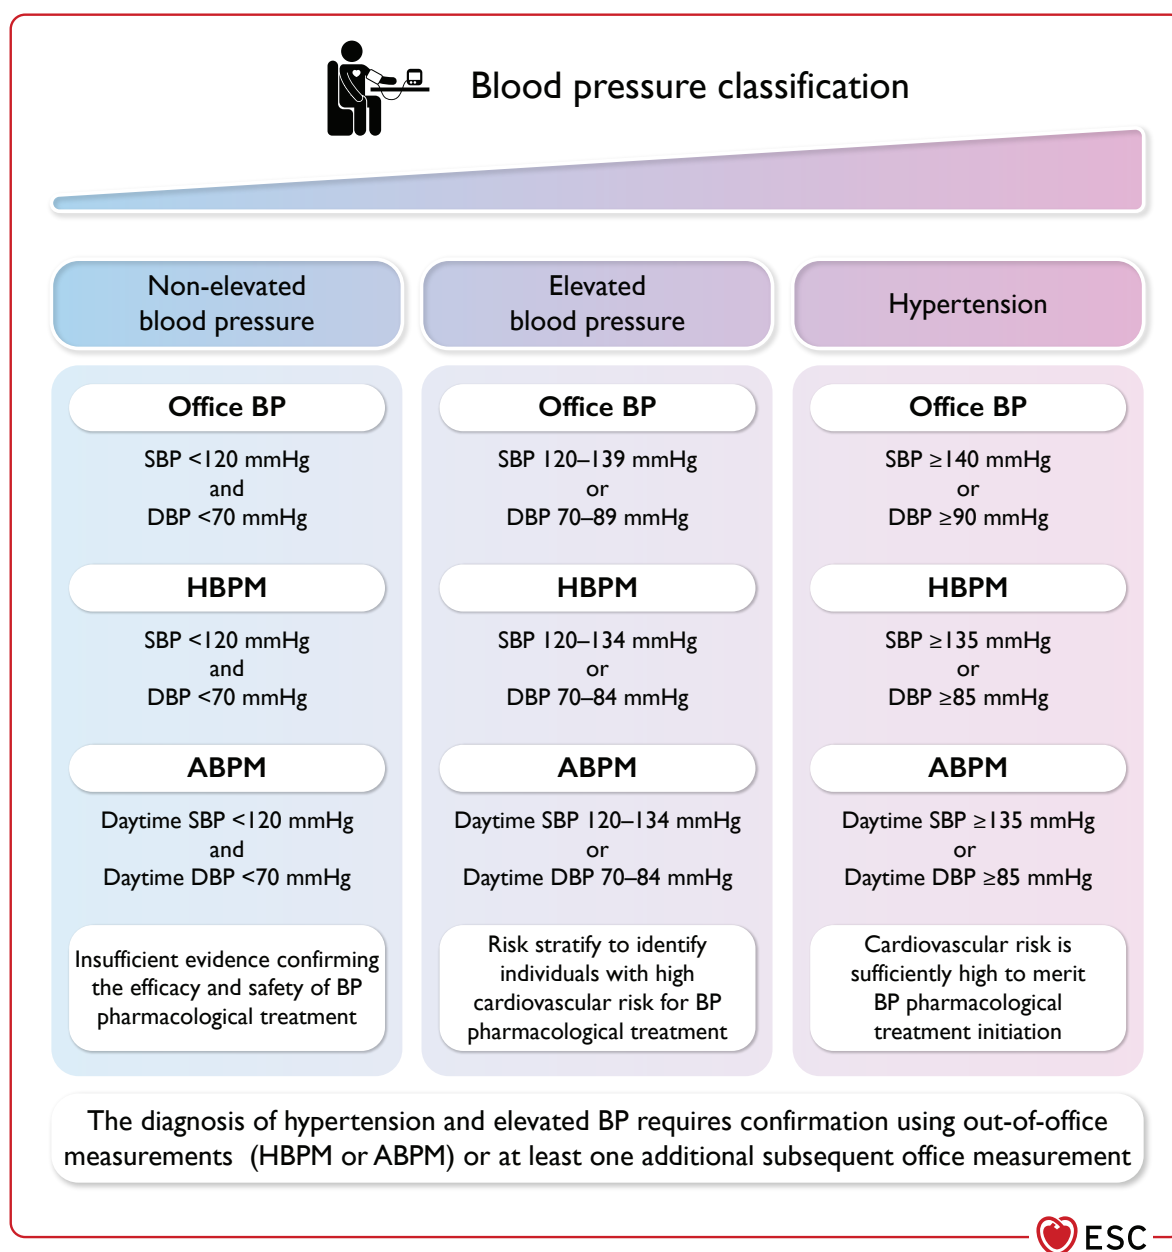 Blood pressure classification
Non-elevated
blood pressure
Elevated
blood pressure
Hypertension
Office BP
SBP <120 mmHg
and
DBP <70 mmHg
HBPM
SBP <120 mmHg
and
DBP <70 mmHg
ABPM
Daytime SBP <120 mmHg
and
Daytime DBP <70 mmHg
Insufficient evidence confirming
the efficacy and safety of BP
pharmacological treatment
Office BP
SBP 120–139 mmHg
or
DBP 70–89 mmHg
HBPM
SBP 120–134 mmHg
or
DBP 70–84 mmHg
ABPM
Daytime SBP 120–134 mmHg
or
Daytime DBP 70–84 mmHg
Risk stratify to identify
individuals with high
cardiovascular risk for BP
pharmacological treatment
Office BP
SBP ≥140 mmHg
or
DBP ≥90 mmHg
HBPM
SBP ≥135 mmHg
or
DBP ≥85 mmHg
ABPM
Daytime SBP ≥135 mmHg
or
Daytime DBP ≥85 mmHg
Cardiovascular risk is
sufficiently high to merit
BP pharmacological
treatment initiation
The diagnosis of hypertension and elevated BP requires confirmation using out-of-office
measurements (HBPM or ABPM) or at least one additional subsequent office measurement
ESC